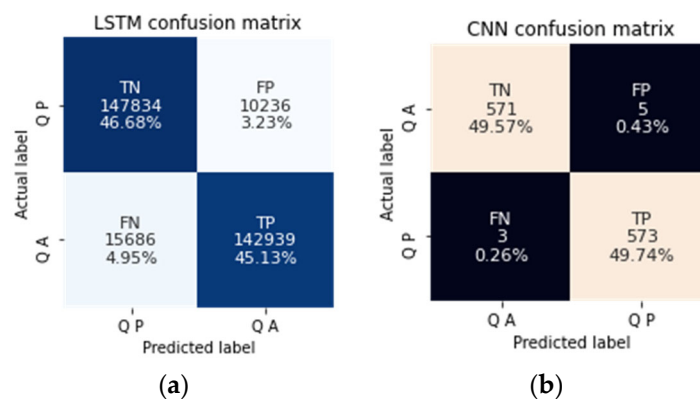 LSTM confusion matrix
Actual label
Q P
TN
147834
46.68%
FP
10236
3.23%
Q A
FN
15686
4.95%
TP
142939
45.13%
Q P
Q A
Predicted label
(a)
CNN confusion matrix
Actual label
Q A
TN
571
49.57%
FP
5
0.43%
Q P
FN
3
0.26%
TP
573
49.74%
Q A
Q P
Predicted label
(b)